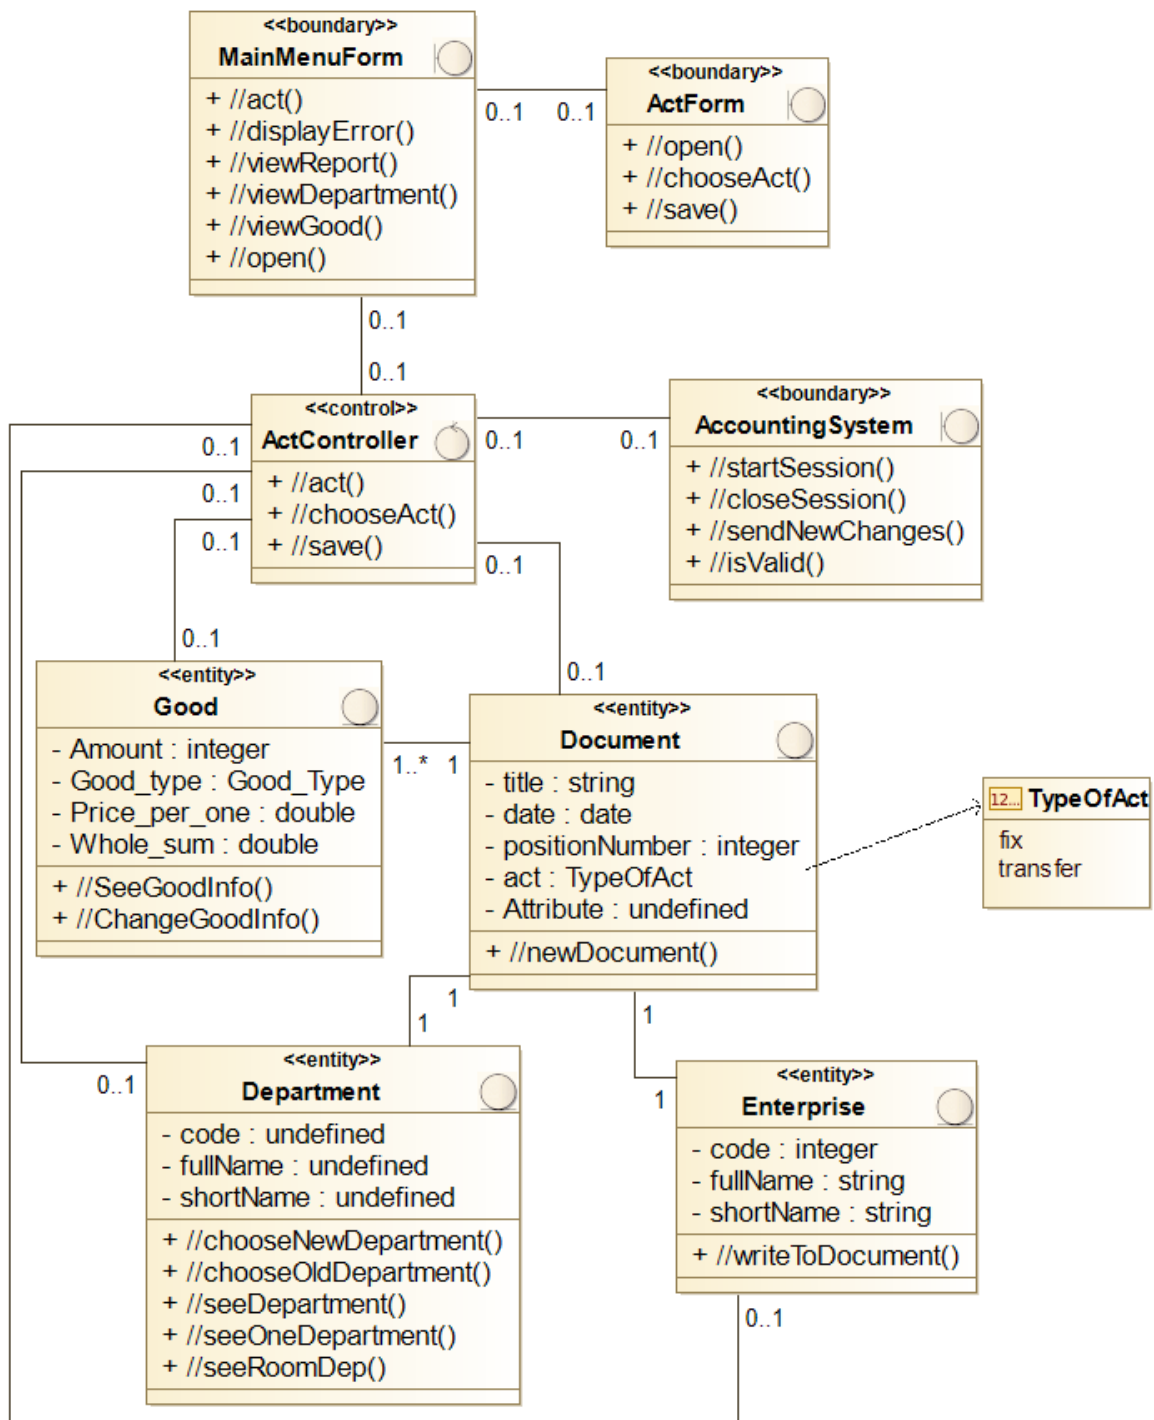 <<boundary>>
MainMenuForm
+ //act()
+ //displayError()
+ //viewReport()
+ //viewDepartment()
+ //viewGood()
+ //open()
0..1
0..1
<<boundary>>
ActForm
+ //open()
+ //chooseAct()
+ //save()
0..1
0..1
<<control>>
ActController
+ //act()
+ //chooseAct()
+ //save()
0..1
0..1
0..1
0..1
0..1
0..1
<<boundary>>
AccountingSystem
+ //startSession()
+ //closeSession()
+ //sendNewChanges()
+ //isValid()
0..1
0..1
<<entity>>
Good
- Amount : integer
- Good_type : Good_Type
- Price_per_one : double
- Whole_sum : double
+ //SeeGoodInfo()
+ //ChangeGoodInfo()
1..*
1
<<entity>>
Document
- title : string
- date : date
- positionNumber : integer
- act : TypeOfAct
- Attribute : undefined
+ //newDocument()
12...
TypeOfAct
fix
transfer
1
1
1
1
0..1
<<entity>>
Department
- code : undefined
- fullName : undefined
- shortName : undefined
+ //chooseNewDepartment()
+ //chooseOldDepartment()
+ //seeDepartment()
+ //seeOneDepartment()
+ //seeRoomDep()
<<entity>>
Enterprise
- code : integer
- fullName : string
- shortName : string
+ //writeToDocument()
0..1